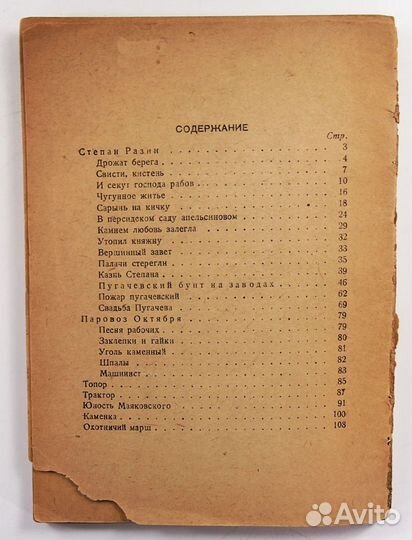 СОДЕРЖАНИЕ
Стр.
Степан Разин . . . . . . . . . . . . . . . . 3
Дрожат берега . . . . . . . . . . . . . . . . 4
Свисти, кистень . . . . . . . . . . . . . . . . 7
И секут господа рабов . . . . . . . . . . . . . 10
Чугунное житье . . . . . . . . . . . . . . . . 16
Сарынь на кичку . . . . . . . . . . . . . . . 18
В персидском саду апельсиновом . . . . . . . . 24
Камнем любовь залегла . . . . . . . . . . . . 29
Утопил княжну . . . . . . . . . . . . . . . . 32
Вершинный завет . . . . . . . . . . . . . . . 33
Палачи стерегли . . . . . . . . . . . . . . . 35
Казнь Степана . . . . . . . . . . . . . . . . 39
Пугачевский бунт на заводах . . . . . . . . 46
Пожар пугачевский . . . . . . . . . . . . . . 62
Свадьба Пугачева . . . . . . . . . . . . . . . 69
Паровоз Октября . . . . . . . . . . . . . . . 79
Песня рабочих . . . . . . . . . . . . . . . . 79
Заклепки и гайки . . . . . . . . . . . . . . . 80
Уголь каменный . . . . . . . . . . . . . . . . 81
Шпалы . . . . . . . . . . . . . . . . . . . . 82
Машинист . . . . . . . . . . . . . . . . . . . 83
Топор . . . . . . . . . . . . . . . . . . . . . 85
Трактор . . . . . . . . . . . . . . . . . . . . 87
Юность Маяковского . . . . . . . . . . . . . . 91
Каменка . . . . . . . . . . . . . . . . . . . . 100
Охотничий марш . . . . . . . . . . . . . . . . 108
Avito